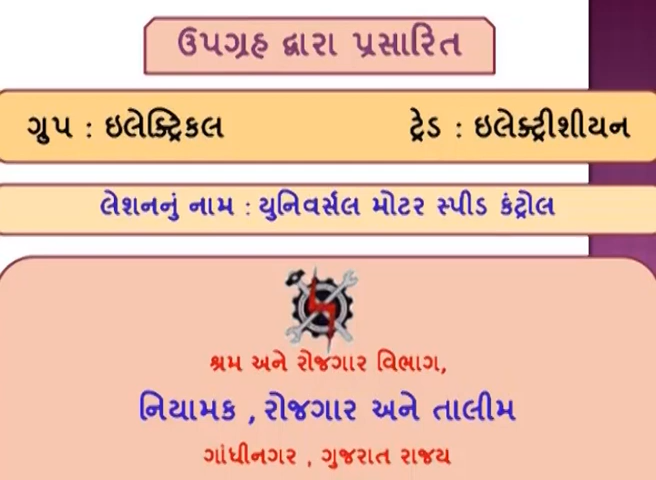 ઉપગ્રહ દ્વારા પ્રસારિત
ગ્રુપ : ઇલેક્ટ્રિકલ ટ્રેડ : ઇલેક્ટ્રીશીયન
લેશનનું નામ : યુનિવર્સલ મોટર સ્પીડ કંટ્રોલ
શ્રમ અને રોજગાર વિભાગ,
નિયામક , રોજગાર અને તાલીમ
ગાંધીનગર , ગુજરાત રાજ્ય